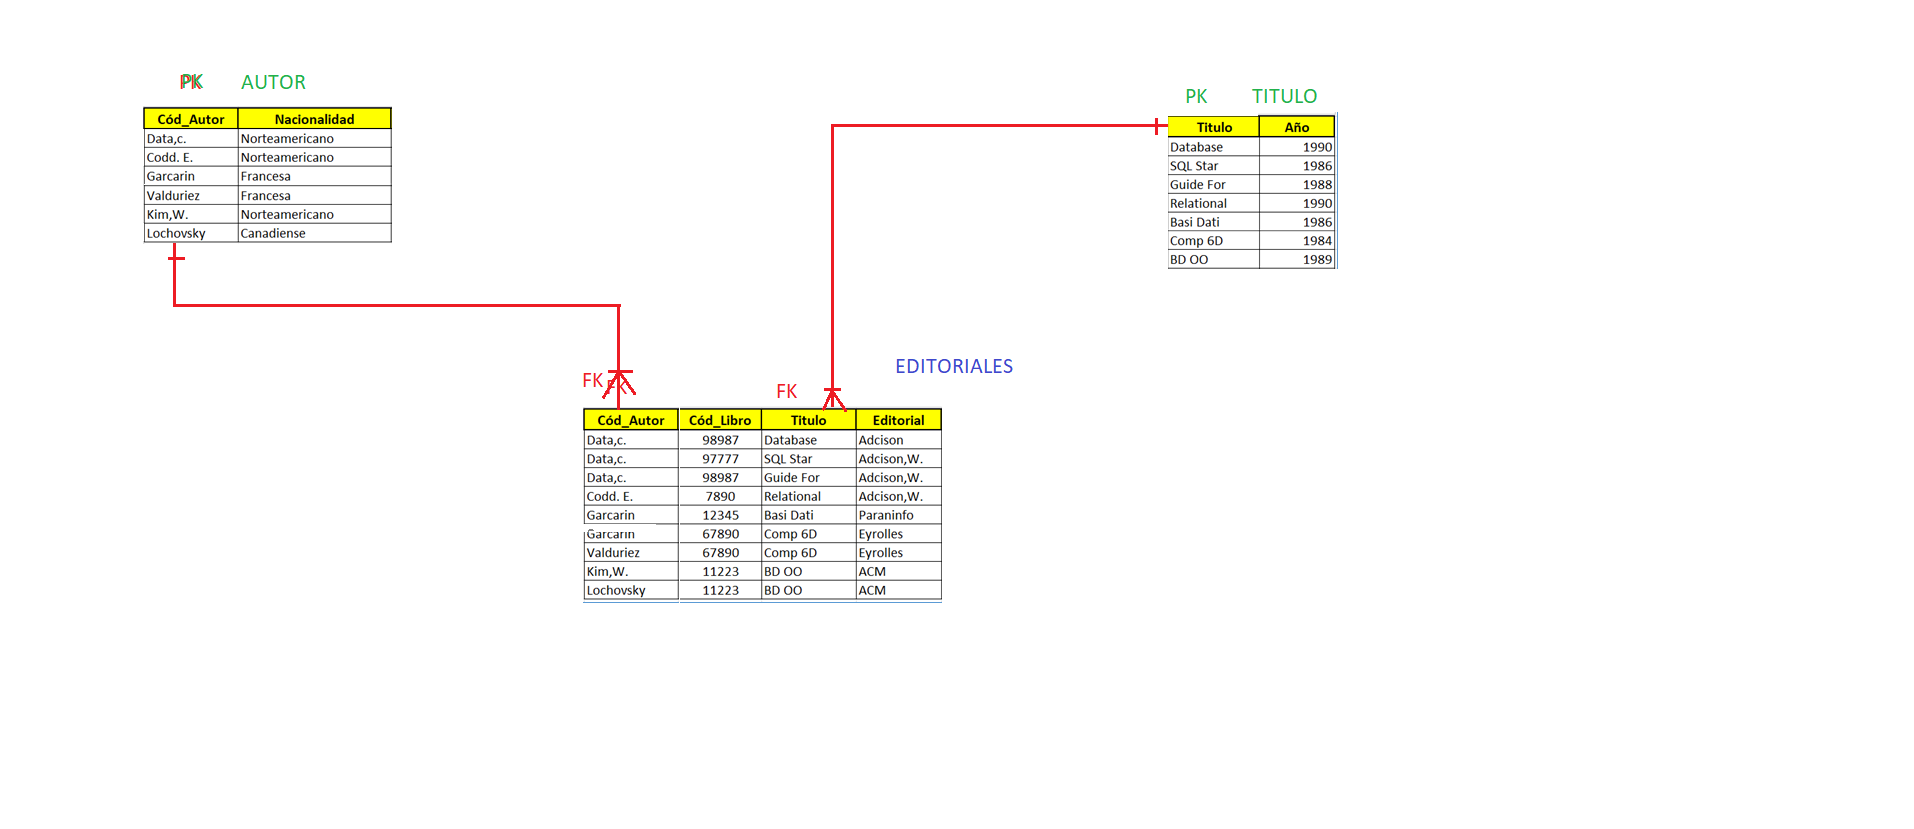 PK AUTOR
Cód_Autor Nacionalidad
Data,c. Norteamericano
Codd. E. Norteamericano
Garcarin Francesa
Valduriez Francesa
Kim,W. Norteamericano
Lochovsky Canadiense
PK TITULO
Titulo Año
Database 1990
SQL Star 1986
Guide For 1988
Relational 1990
Basi Dati 1986
Comp 6D 1984
BD OO 1989
EDITORIALES
FK FK FK
Cód_Autor Cód_Libro Titulo Editorial
Data,c. 98987 Database Adcison
Data,c. 97777 SQL Star Adcison,W.
Data,c. 98987 Guide For Adcison,W.
Codd. E. 7890 Relational Adcison,W.
Garcarin 12345 Basi Dati Paraninfo
Garcarin 67890 Comp 6D Eyrolles
Valduriez 67890 Comp 6D Eyrolles
Kim,W. 11223 BD OO ACM
Lochovsky 11223 BD OO ACM